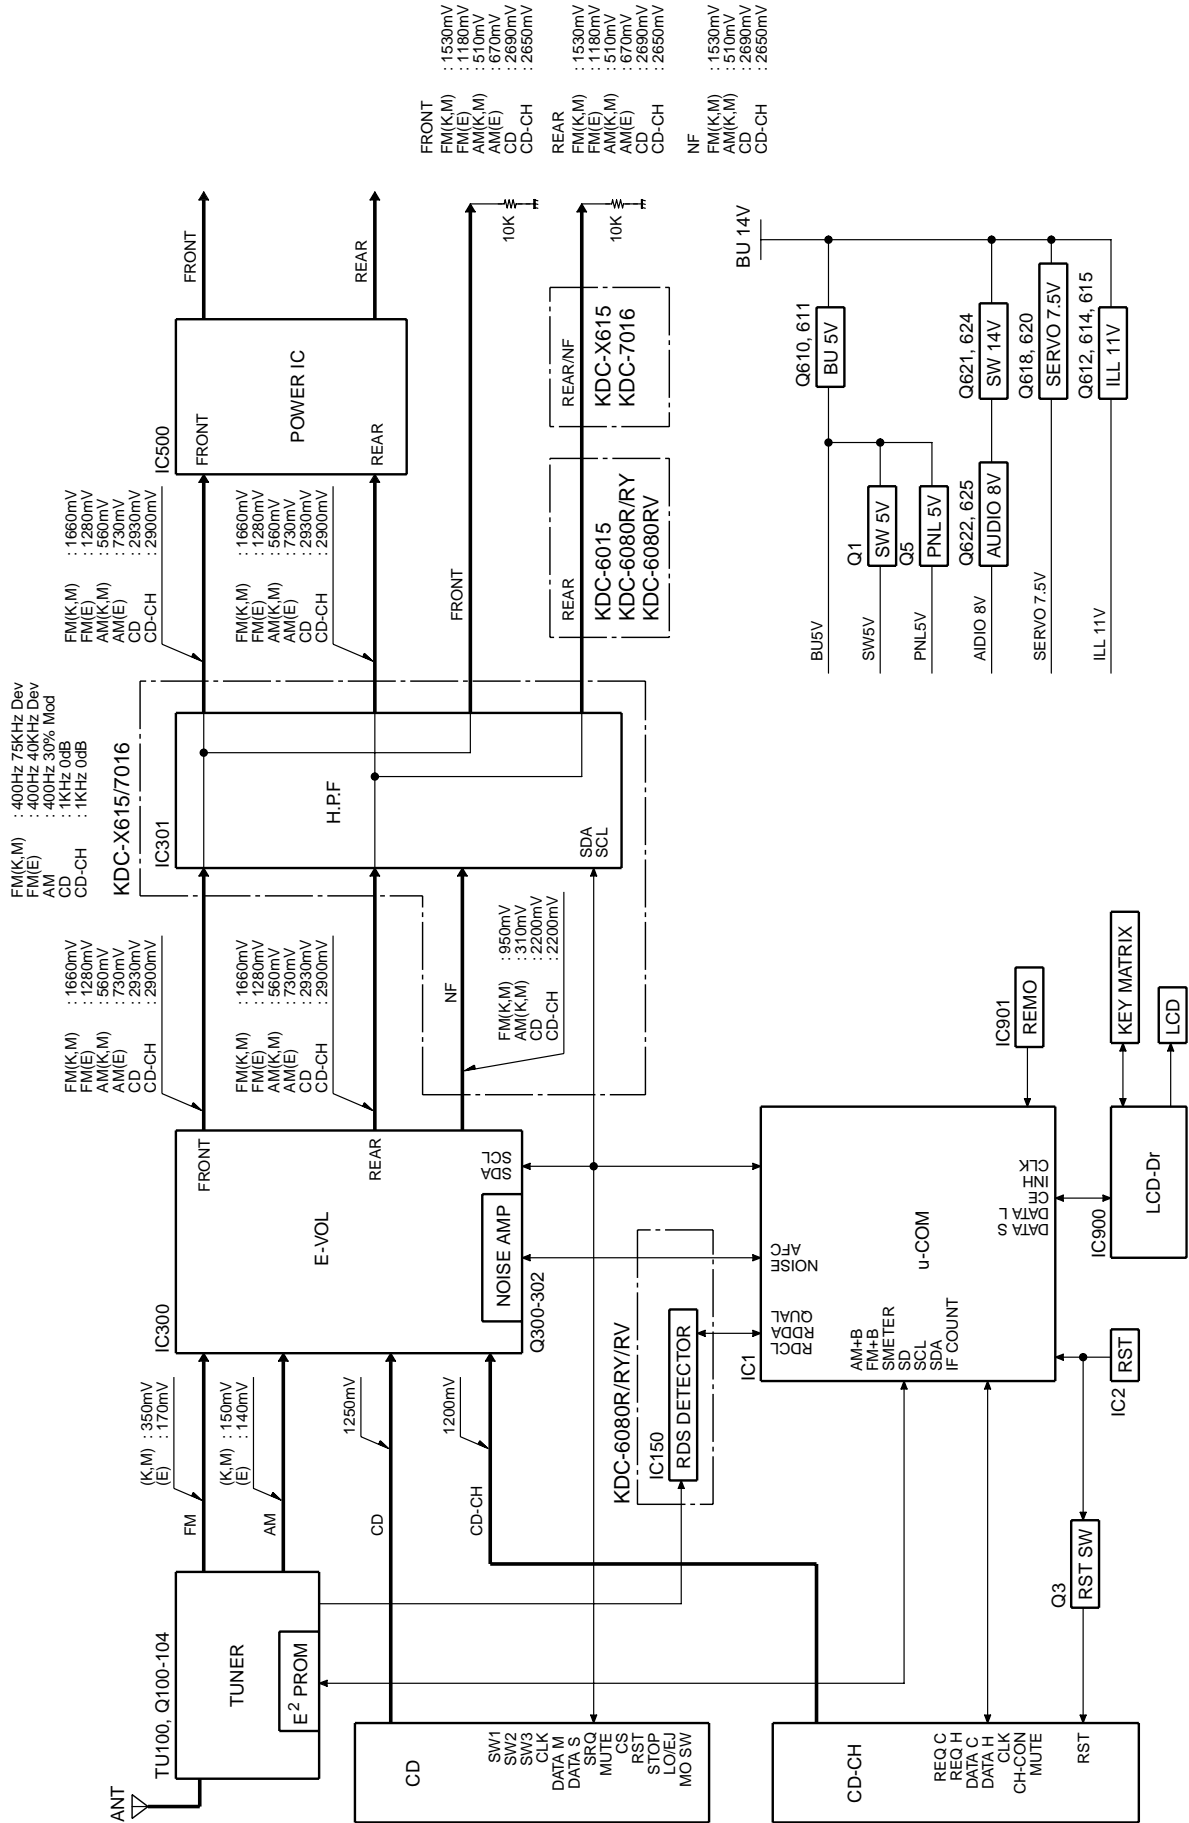 ANT
TU100, Q100-104
TUNER
E2 PROM
FM
(K,M) : 350mV
(E) : 170mV
AM
(K,M) : 150mV
(E) : 140mV
CD
1250mV
CD-CH
1200mV
CD
SW1
SW2
SW3
CLK
DATA M
DATA S
SRQ
MUTE
CS
RST
STOP
LO/EJ
MO SW
CD-CH
REQ C
REQ H
DATA C
DATA H
CLK
CH-CON
MUTE
RST
IC300
E-VOL
FRONT
REAR
SDA
SCL
NOISE AMP
Q300-302
FM(K,M) : 1660mV
FM(E) : 1280mV
AM(K,M) : 560mV
AM(E) : 730mV
CD : 2930mV
CD-CH : 2900mV
FM(K,M) : 1660mV
FM(E) : 1280mV
AM(K,M) : 560mV
AM(E) : 730mV
CD : 2930mV
CD-CH : 2900mV
NF
FM(K,M) : 950mV
AM(K,M) : 310mV
CD : 2200mV
CD-CH : 2200mV
FM(K,M) : 400Hz 75KHz Dev
FM(E) : 400Hz 40KHz Dev
AM : 400Hz 30% Mod
CD : 1KHz 0dB
CD-CH : 1KHz 0dB
KDC-X615/7016
IC301
H.P.F
SDA
SCL
FM(K,M) : 1660mV
FM(E) : 1280mV
AM(K,M) : 560mV
AM(E) : 730mV
CD : 2930mV
CD-CH : 2900mV
FM(K,M) : 1660mV
FM(E) : 1280mV
AM(K,M) : 560mV
AM(E) : 730mV
CD : 2930mV
CD-CH : 2900mV
IC500
FRONT
POWER IC
REAR
FRONT
REAR
FRONT
10K
REAR
KDC-6015
KDC-6080R/RY
KDC-6080RV
REAR/NF
KDC-X615
KDC-7016
10K
FRONT
FM(K,M) : 1530mV
FM(E) : 1180mV
AM(K,M) : 510mV
AM(E) : 670mV
CD : 2690mV
CD-CH : 2650mV
REAR
FM(K,M) : 1530mV
FM(E) : 1180mV
AM(K,M) : 510mV
AM(E) : 670mV
CD : 2690mV
CD-CH : 2650mV
NF
FM(K,M) : 1530mV
AM(K,M) : 510mV
CD : 2690mV
CD-CH : 2650mV
KDC-6080R/RY/RV
IC150
RDS DETECTOR
IC1
u-COM
RDCL
RDDA
QUAL
NOISE
AFC
AM+B
FM+B
SMETER
SD
SCL
SDA
IF COUNT
DATA S
DATA L
CE
INH
CLK
IC2
RST
Q3
RST SW
IC901
REMO
IC900
LCD-Dr
KEY MATRIX
LCD
BU 14V
Q610, 611
BU 5V
BU5V
Q1
SW 5V
SW5V
Q5
PNL 5V
PNL5V
Q621, 624
SW 14V
Q622, 625
AUDIO 8V
AIDIO 8V
Q618, 620
SERVO 7.5V
SERVO 7.5V
Q612, 614, 615
ILL 11V
ILL 11V